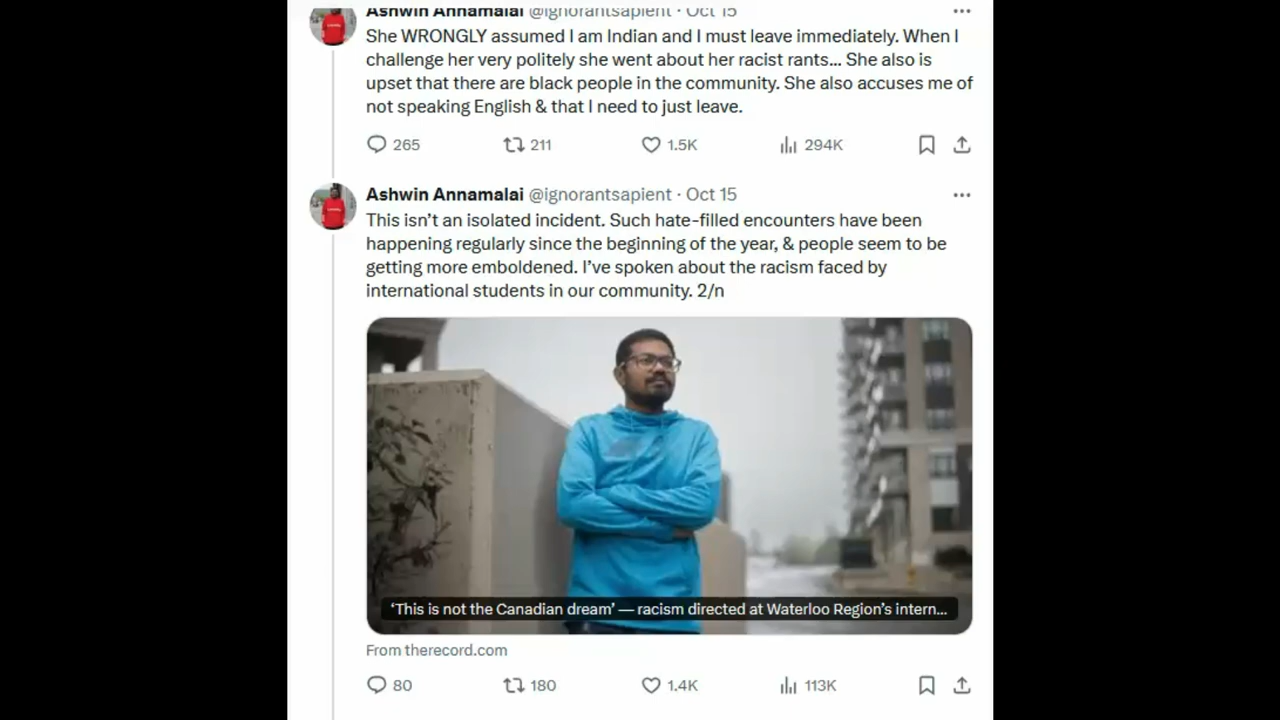 Ashwin Annamalai @ignorantsapient · Oct 15
She WRONGLY assumed I am Indian and I must leave immediately. When I
challenge her very politely she went about her racist rants... She also is
upset that there are black people in the community. She also accuses me of
not speaking English & that I need to just leave.
265 211 1.5K 294K
Ashwin Annamalai @ignorantsapient · Oct 15
This isn't an isolated incident. Such hate-filled encounters have been
happening regularly since the beginning of the year, & people seem to be
getting more emboldened. I've spoken about the racism faced by
international students in our community. 2/n
'This is not the Canadian dream' — racism directed at Waterloo Region's intern...
From therecord.com
80 180 1.4K 113K